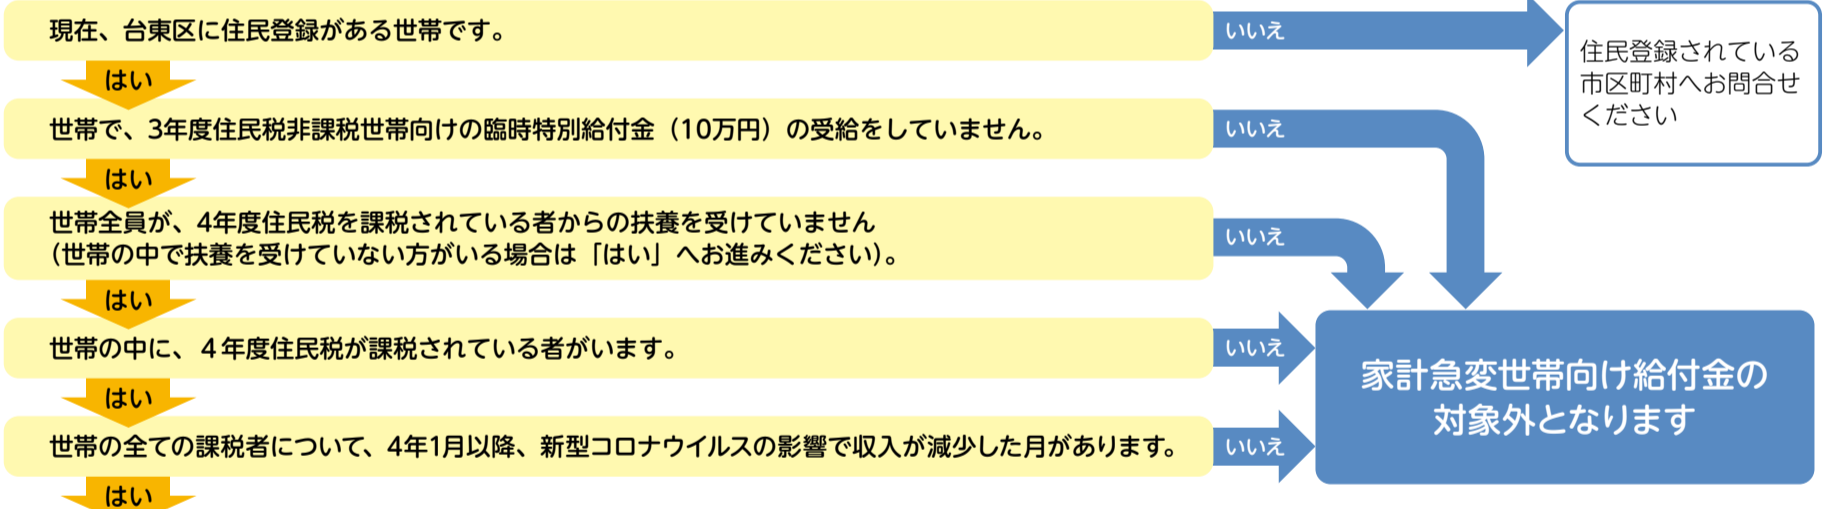 現在、台東区に住民登録がある世帯です。
いいえ
住民登録されている
市区町村へお問合せ
ください
はい
世帯で、3年度住民税非課税世帯向けの臨時特別給付金（10万円）の受給をしていません。
いいえ
はい
世帯全員が、4年度住民税を課税されている者からの扶養を受けていません
（世帯の中で扶養を受けていない方がいる場合は「はい」へお進みください）。
いいえ
はい
世帯の中に、４年度住民税が課税されている者がいます。
いいえ
家計急変世帯向け給付金の
対象外となります
はい
世帯の全ての課税者について、4年1月以降、新型コロナウイルスの影響で収入が減少した月があります。
いいえ
はい